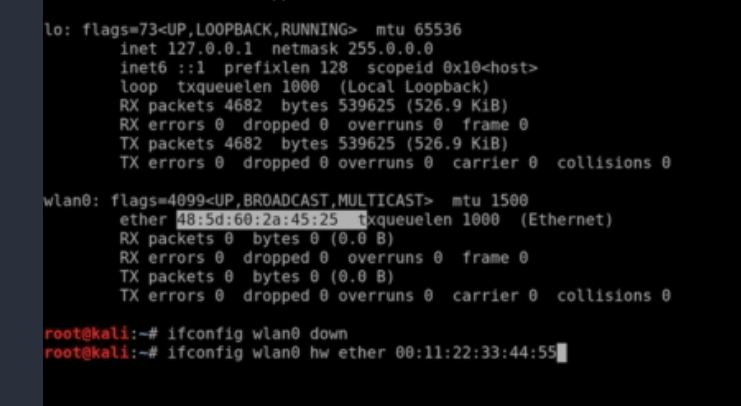 lo: flags=73<UP,LOOPBACK,RUNNING> mtu 65536
inet 127.0.0.1 netmask 255.0.0.0
inet6 ::1 prefixlen 128 scopeid 0x10<host>
loop txqueuelen 1000 (Local Loopback)
RX packets 4682 bytes 539625 (526.9 KiB)
RX errors 0 dropped 0 overruns 0 frame 0
TX packets 4682 bytes 539625 (526.9 KiB)
TX errors 0 dropped 0 overruns 0 carrier 0 collisions 0
wlan0: flags=4099<UP,BROADCAST,MULTICAST> mtu 1500
ether 48:5d:60:2a:45:25 txqueuelen 1000 (Ethernet)
RX packets 0 bytes 0 (0.0 B)
RX errors 0 dropped 0 overruns 0 frame 0
TX packets 0 bytes 0 (0.0 B)
TX errors 0 dropped 0 overruns 0 carrier 0 collisions 0
root@kali:~# ifconfig wlan0 down
root@kali:~# ifconfig wlan0 hw ether 00:11:22:33:44:55